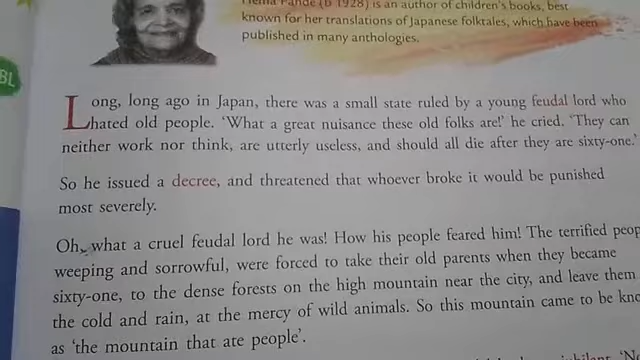 Hema Pande (b 1928) is an author of children's books, best
known for her translations of Japanese folktales, which have been
published in many anthologies.
BL
Long, long ago in Japan, there was a small state ruled by a young feudal lord who
hated old people. 'What a great nuisance these old folks are!' he cried. 'They can
neither work nor think, are utterly useless, and should all die after they are sixty-one.'
So he issued a decree, and threatened that whoever broke it would be punished
most severely.
Oh, what a cruel feudal lord he was! How his people feared him! The terrified peop
weeping and sorrowful, were forced to take their old parents when they became
sixty-one, to the dense forests on the high mountain near the city, and leave them
the cold and rain, at the mercy of wild animals. So this mountain came to be kno
as 'the mountain that ate people'.